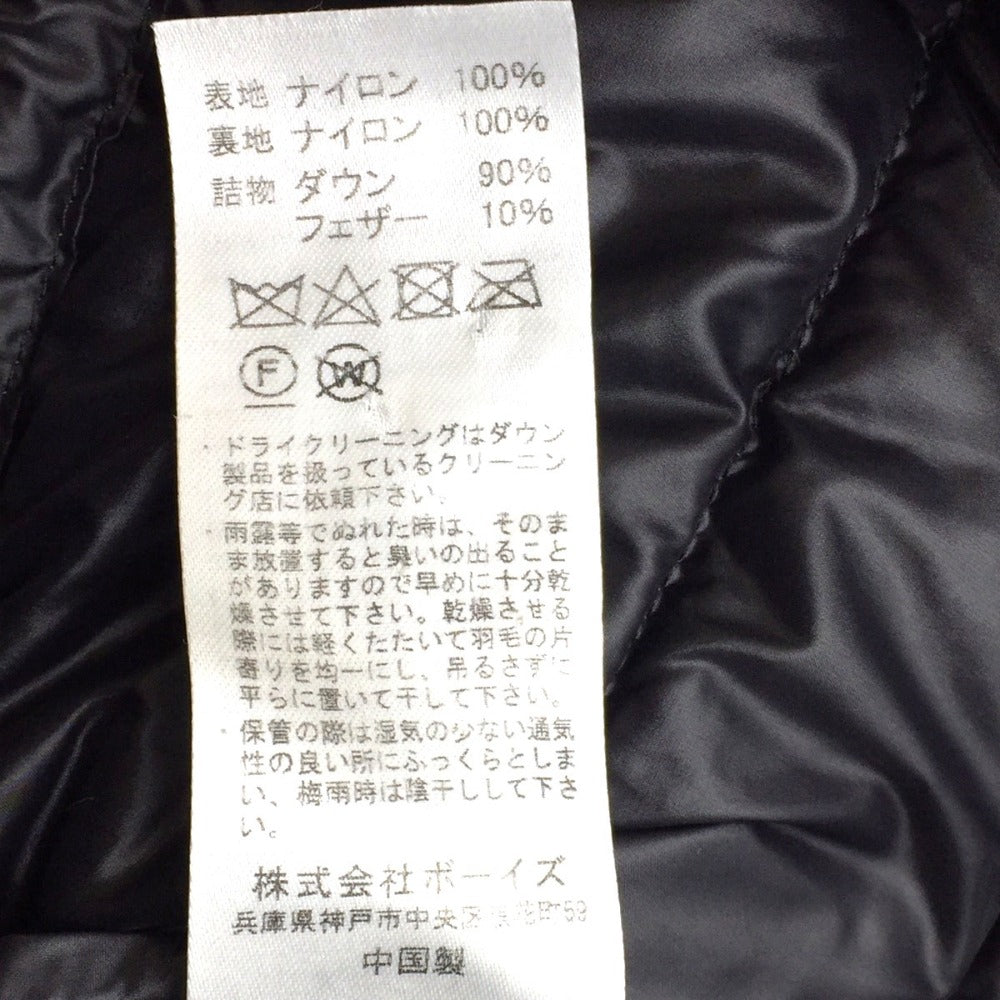 表地 ナイロン 100%
裏地 ナイロン 100%
詰物 ダウン 90%
フェザー 10%
F
W
・ドライクリーニングはダウン
製品を扱っているクリーニン
グ店に依頼下さい。
・雨露等でぬれた時は、そのま
ま放置すると臭いの出ること
がありますので早めに十分乾
燥させて下さい。乾燥させる
際には軽くたたいて羽毛の片
寄りを均一にし、吊るさずに
平らに置いて干して下さい。
・保管の際は湿気の少ない通気
性の良い所にふっくらとしま
い、梅雨時は陰干しして下さ
い。
株式会社ボーイズ
兵庫県神戸市中央区浪花町59
中国製